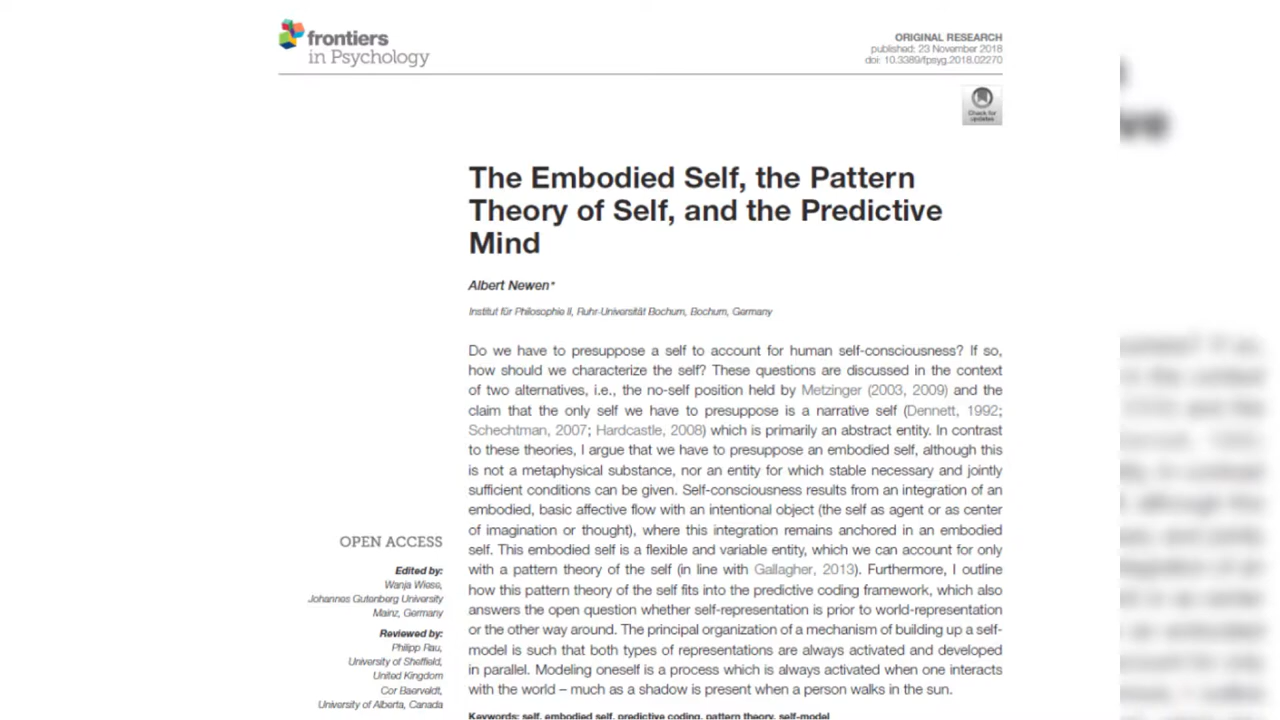 frontiers
in Psychology
ORIGINAL RESEARCH
published: 23 November 2018
doi: 10.3389/fpsyg.2018.02270
Check for
updates
The Embodied Self, the Pattern
Theory of Self, and the Predictive
Mind
Albert Newen*
Institut für Philosophie II, Ruhr-Universität Bochum, Bochum, Germany
Do we have to presuppose a self to account for human self-consciousness? If so,
how should we characterize the self? These questions are discussed in the context
of two alternatives, i.e., the no-self position held by Metzinger (2003, 2009) and the
claim that the only self we have to presuppose is a narrative self (Dennett, 1992;
Schechtman, 2007; Hardcastle, 2008) which is primarily an abstract entity. In contrast
to these theories, I argue that we have to presuppose an embodied self, although this
is not a metaphysical substance, nor an entity for which stable necessary and jointly
sufficient conditions can be given. Self-consciousness results from an integration of an
embodied, basic affective flow with an intentional object (the self as agent or as center
of imagination or thought), where this integration remains anchored in an embodied
self. This embodied self is a flexible and variable entity, which we can account for only
with a pattern theory of the self (in line with Gallagher, 2013). Furthermore, I outline
how this pattern theory of the self fits into the predictive coding framework, which also
answers the open question whether self-representation is prior to world-representation
or the other way around. The principal organization of a mechanism of building up a self-
model is such that both types of representations are always activated and developed
in parallel. Modeling oneself is a process which is always activated when one interacts
with the world – much as a shadow is present when a person walks in the sun.
Keywords: self, embodied self, predictive coding, pattern theory, self-model
OPEN ACCESS
Edited by:
Wanja Wiese,
Johannes Gutenberg University
Mainz, Germany
Reviewed by:
Philipp Rau,
University of Sheffield,
United Kingdom
Cor Baerveldt,
University of Alberta, Canada